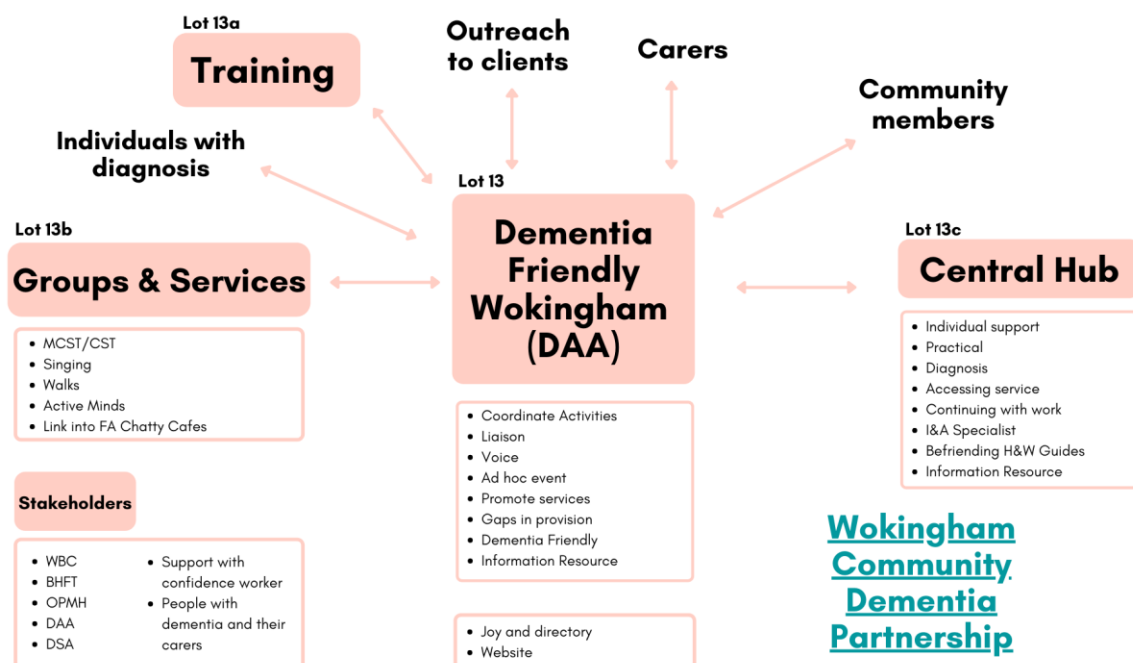 Lot 13a
Training
Outreach
to clients
Carers
Community
members
Individuals with
diagnosis
Lot 13
Dementia
Friendly
Wokingham
(DAA)
Lot 13b
Groups & Services
Lot 13c
Central Hub
• MCST/CST
• Singing
• Walks
• Active Minds
• Link into FA Chatty Cafes
• Coordinate Activities
• Liaison
• Voice
• Ad hoc event
• Promote services
• Gaps in provision
• Dementia Friendly
• Information Resource
• Individual support
• Practical
• Diagnosis
• Accessing service
• Continuing with work
• I&A Specialist
• Befriending H&W Guides
• Information Resource
Stakeholders
• WBC
• BHFT
• OPMH
• DAA
• DSA
• Support with
confidence worker
• People with
dementia and their
carers
• Joy and directory
• Website
Wokingham
Community
Dementia
Partnership